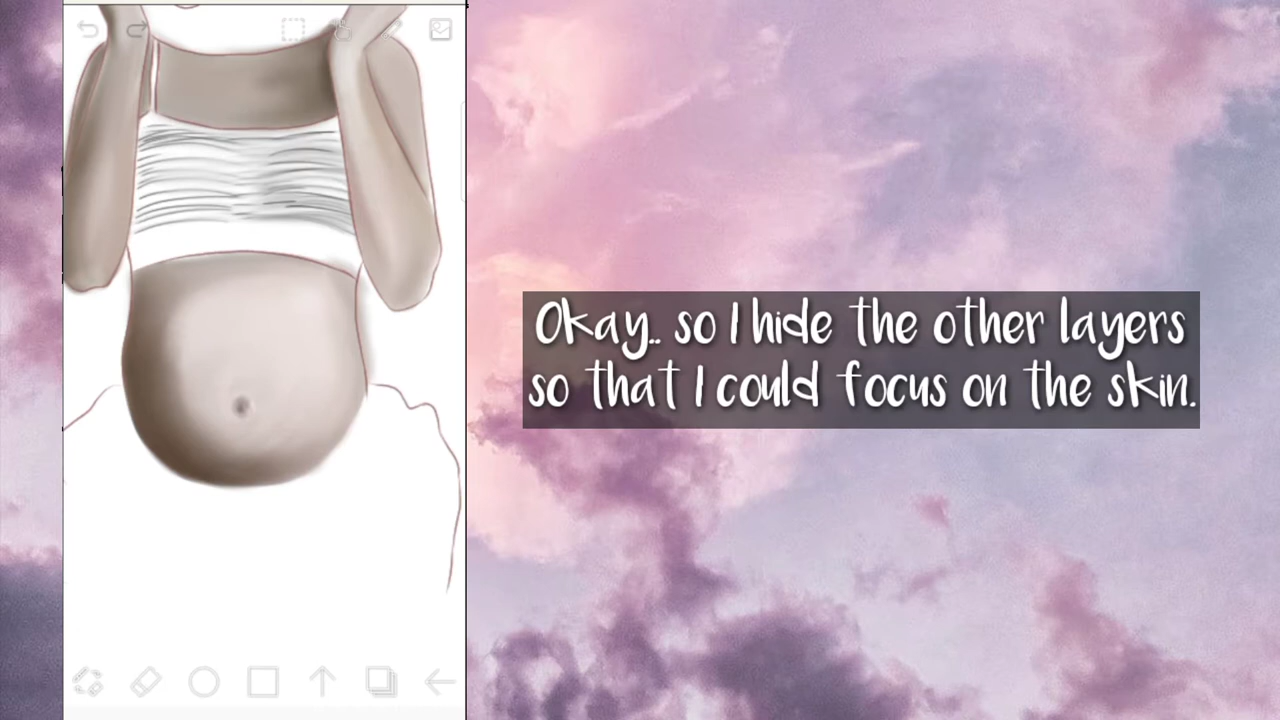 Okay.. so I hide the other layers
so that I could focus on the skin.